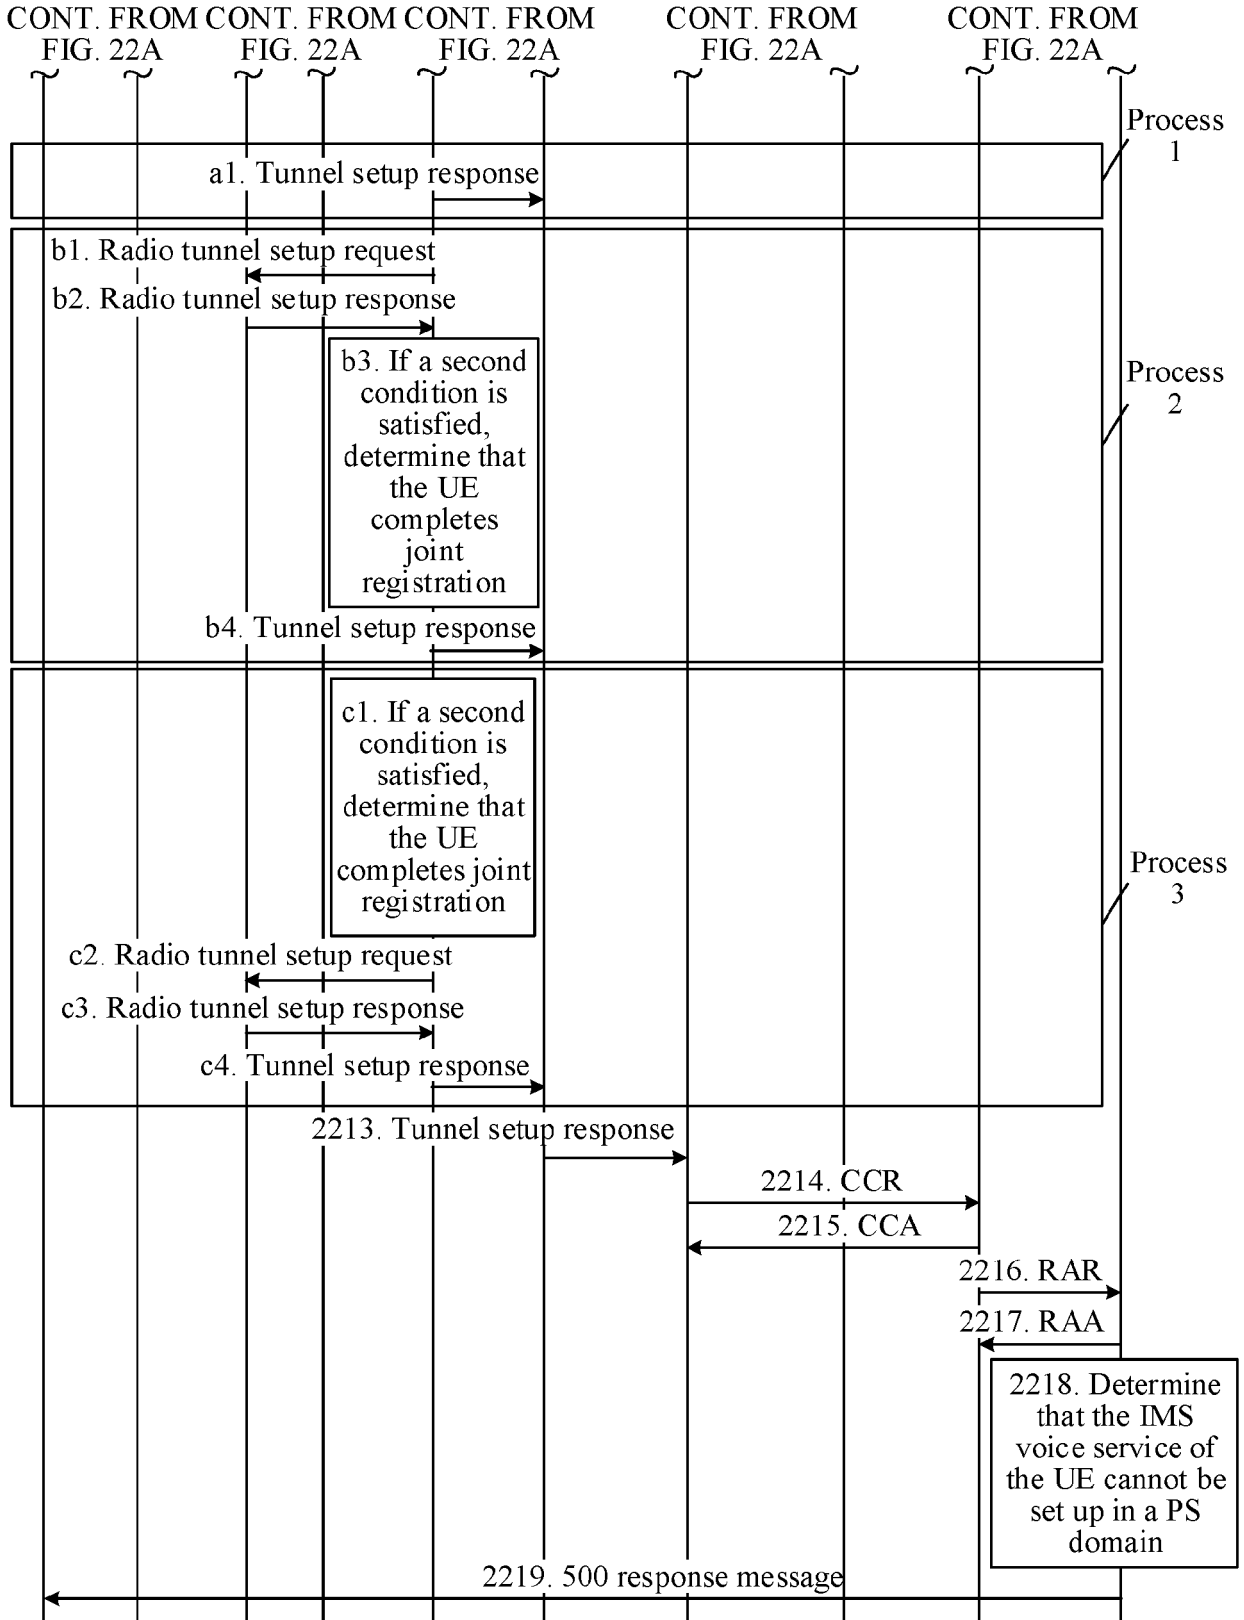 CONT. FROM CONT. FROM CONT. FROM CONT. FROM CONT. FROM
FIG. 22A FIG. 22A FIG. 22A FIG. 22A FIG. 22A
Process
1
a1. Tunnel setup response
b1. Radio tunnel setup request
b2. Radio tunnel setup response
b3. If a second
condition is
satisfied,
determine that
the UE
completes
joint
registration
Process
2
b4. Tunnel setup response
c1. If a second
condition is
satisfied,
determine that
the UE
completes joint
registration
Process
3
c2. Radio tunnel setup request
c3. Radio tunnel setup response
c4. Tunnel setup response
2213. Tunnel setup response
2214. CCR
2215. CCA
2216. RAR
2217. RAA
2218. Determine
that the IMS
voice service of
the UE cannot be
set up in a PS
domain
2219. 500 response message